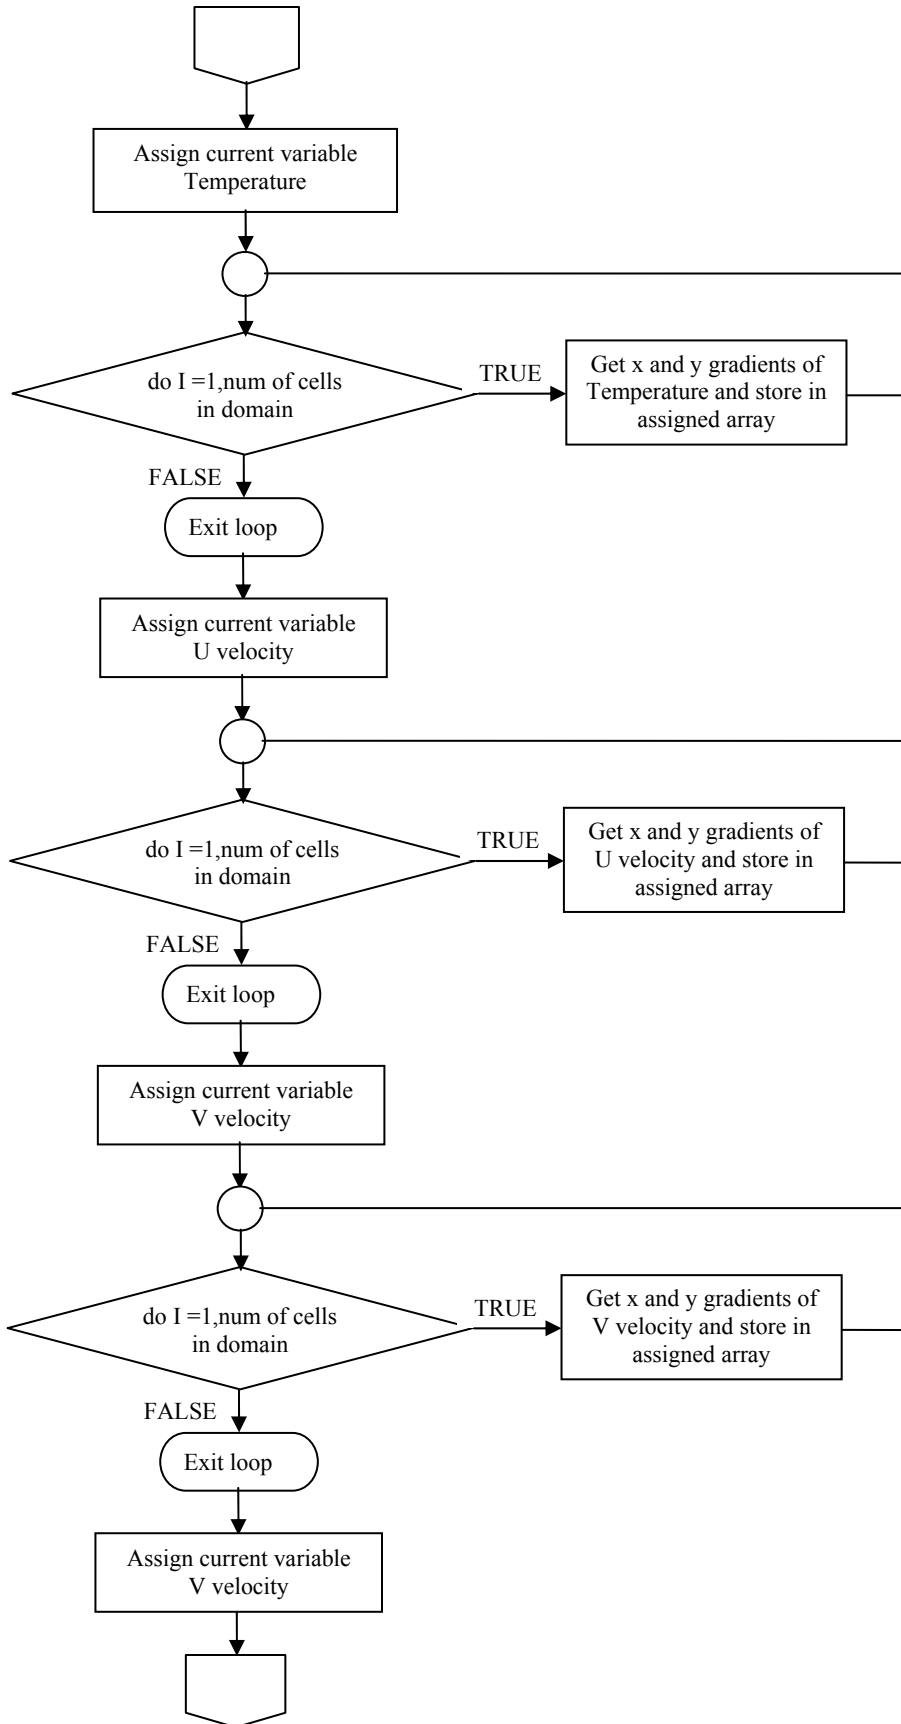 Assign current variable
Temperature
do I =1,num of cells
in domain
TRUE
Get x and y gradients of
Temperature and store in
assigned array
FALSE
Exit loop
Assign current variable
U velocity
do I =1,num of cells
in domain
TRUE
Get x and y gradients of
U velocity and store in
assigned array
FALSE
Exit loop
Assign current variable
V velocity
do I =1,num of cells
in domain
TRUE
Get x and y gradients of
V velocity and store in
assigned array
FALSE
Exit loop
Assign current variable
V velocity